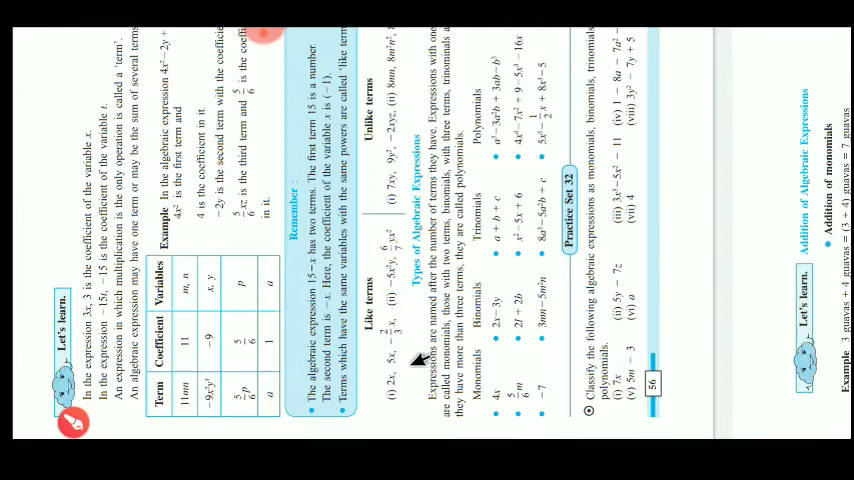 Let's learn.
In the expression 3x, 3 is the coefficient of the variable x.
In the expression −15t, −15 is the coefficient of the variable t.
An expression in which multiplication is the only operation is called a 'term'.
An algebraic expression may have one term or may be the sum of several terms
Term Coefficient Variables
11mn 11 m, n
−9x²y³ −9 x, y
5/6 p 5/6 p
a 1 a
Example In the algebraic expression 4x²−2y +
4x² is the first term and
4 is the coefficient in it.
−2y is the second term with the
5/6 xz is the third term and 5/6 is the
in it.
Remember :
• The algebraic expression 15−x has two terms. The first term 15 is a number.
The second term is −x. Here, the coefficient of the variable x is (−1).
• Terms which have the same variables with the same powers are called 'like
Like terms Unlike terms
(i) 2x, 5x, −2/3 x, (ii) −5x²y, 6/7 yx² (i) 7xy, 9y², −2xyz, (ii) 8mn, 8m²n²,
Types of Algebraic Expressions
Expressions are named after the number of terms they have. Expressions with one
are called monomials, those with two terms, binomials, with three terms, trinominals
they have more than three terms, they are called polynomials.
Monomials Binomials Trinomials Polynomials
• 4x • 2x−3y • a + b + c • a³−3a²b + 3ab−b³
• 5/6 m • 2l + 2b • x²−5x + 6 • 4x⁴−7x² + 9−5x³−16x
• −7 • 3mn−5m²n • 8a³−5a²b + c • 5x⁵−1/2 x + 8x³−5
Practice Set 32
Classify the following algebraic expressions as monomials, binomials, trinomials
polynomials.
(i) 7x (ii) 5y − 7z (iii) 3x³−5x² − 11 (iv) 1 − 8a − 7a² −
(v) 5m − 3 (vi) a (vii) 4 (viii) 3y² − 7y + 5
56
Let's learn.
Addition of Algebraic Expressions
Addition of monomials
Example 3 guavas + 4 guavas = (3 + 4) guavas = 7 guavas